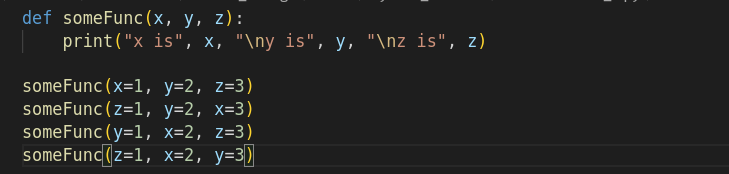 def someFunc(x, y, z):
    print("x is", x, "\ny is", y, "\nz is", z)
someFunc(x=1, y=2, z=3)
someFunc(z=1, y=2, x=3)
someFunc(y=1, x=2, z=3)
someFunc(z=1, x=2, y=3)